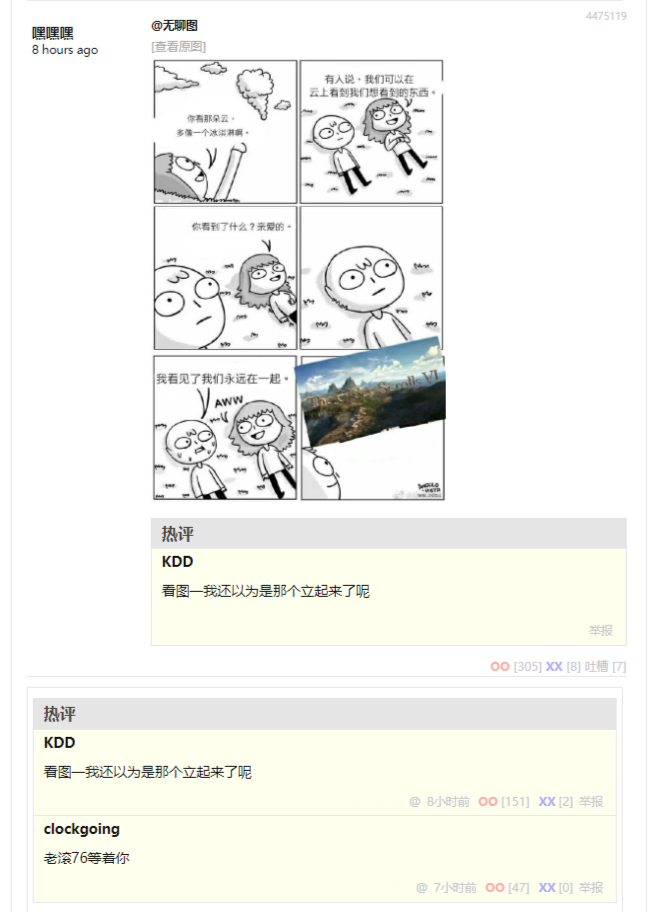 4475119
嘿嘿嘿
8 hours ago
@无聊图
[查看原图]
你看那朵云，
多像一个冰淇淋啊。
有人说，我们可以在
云上看到我们想看到的东西。
你看到了什么？亲爱的。
我看见了我们永远在一起。
AWW
Scrolls VI
热评
KDD
看图一我还以为是那个立起来了呢
举报
OO [305] XX [8] 吐槽 [7]
热评
KDD
看图一我还以为是那个立起来了呢
@ 8小时前 OO [151] XX [2] 举报
clockgoing
老滚76等着你
@ 7小时前 OO [47] XX [0] 举报